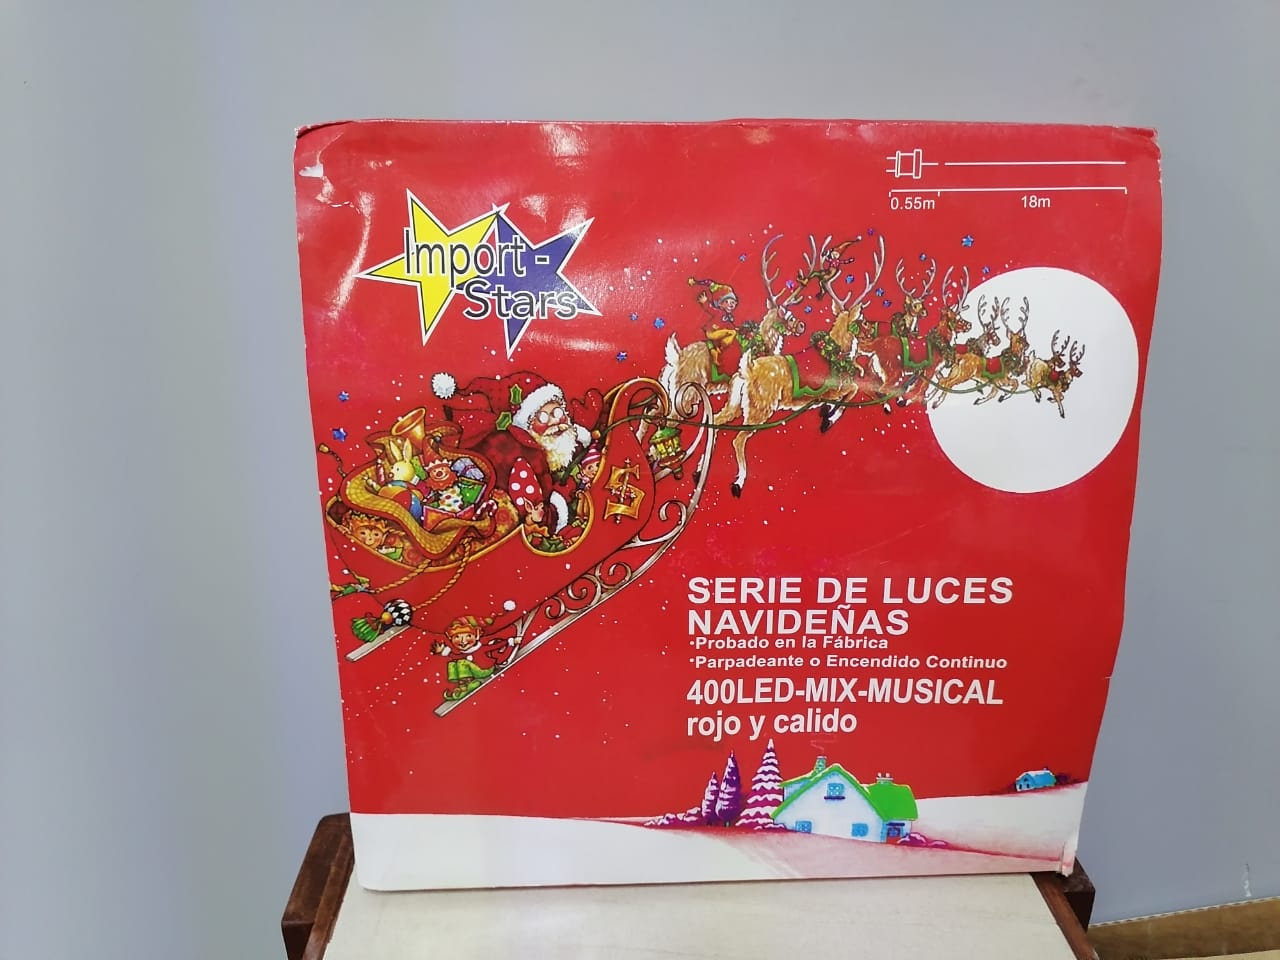 Import -
Stars
0.55m 18m
SERIE DE LUCES
NAVIDEÑAS
•Probado en la Fábrica
•Parpadeante o Encendido Continuo
400LED-MIX-MUSICAL
rojo y calido
S